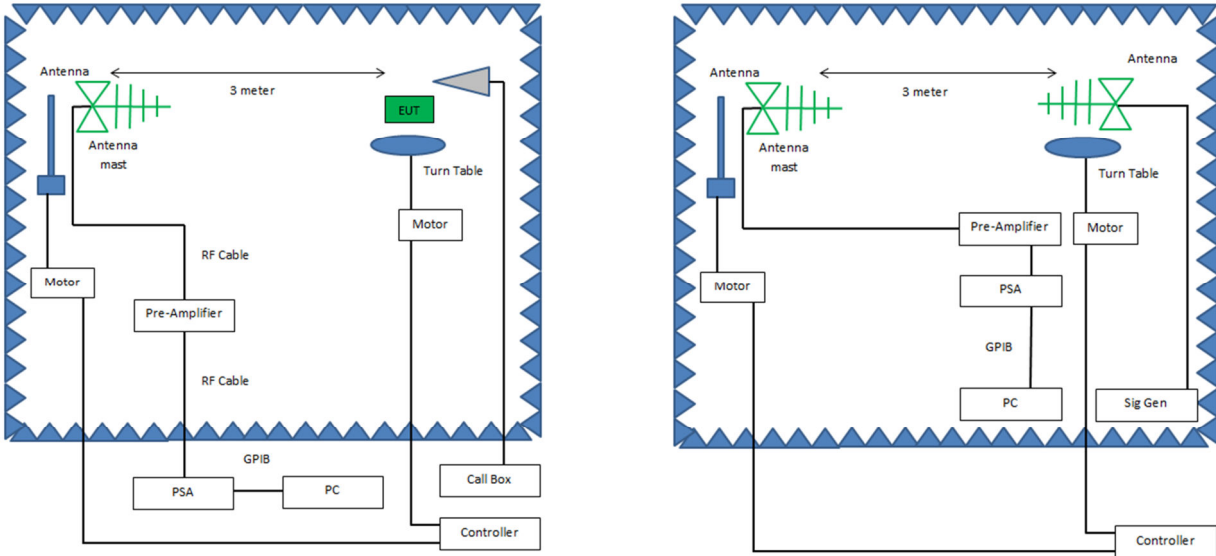 Antenna
3 meter
EUT
Antenna
mast
Turn Table
Motor
RF Cable
Motor
Pre-Amplifier
RF Cable
GPIB
PSA
PC
Call Box
Controller
Antenna
Antenna
3 meter
Antenna
mast
Turn Table
Pre-Amplifier
Motor
Motor
PSA
GPIB
PC
Sig Gen
Controller